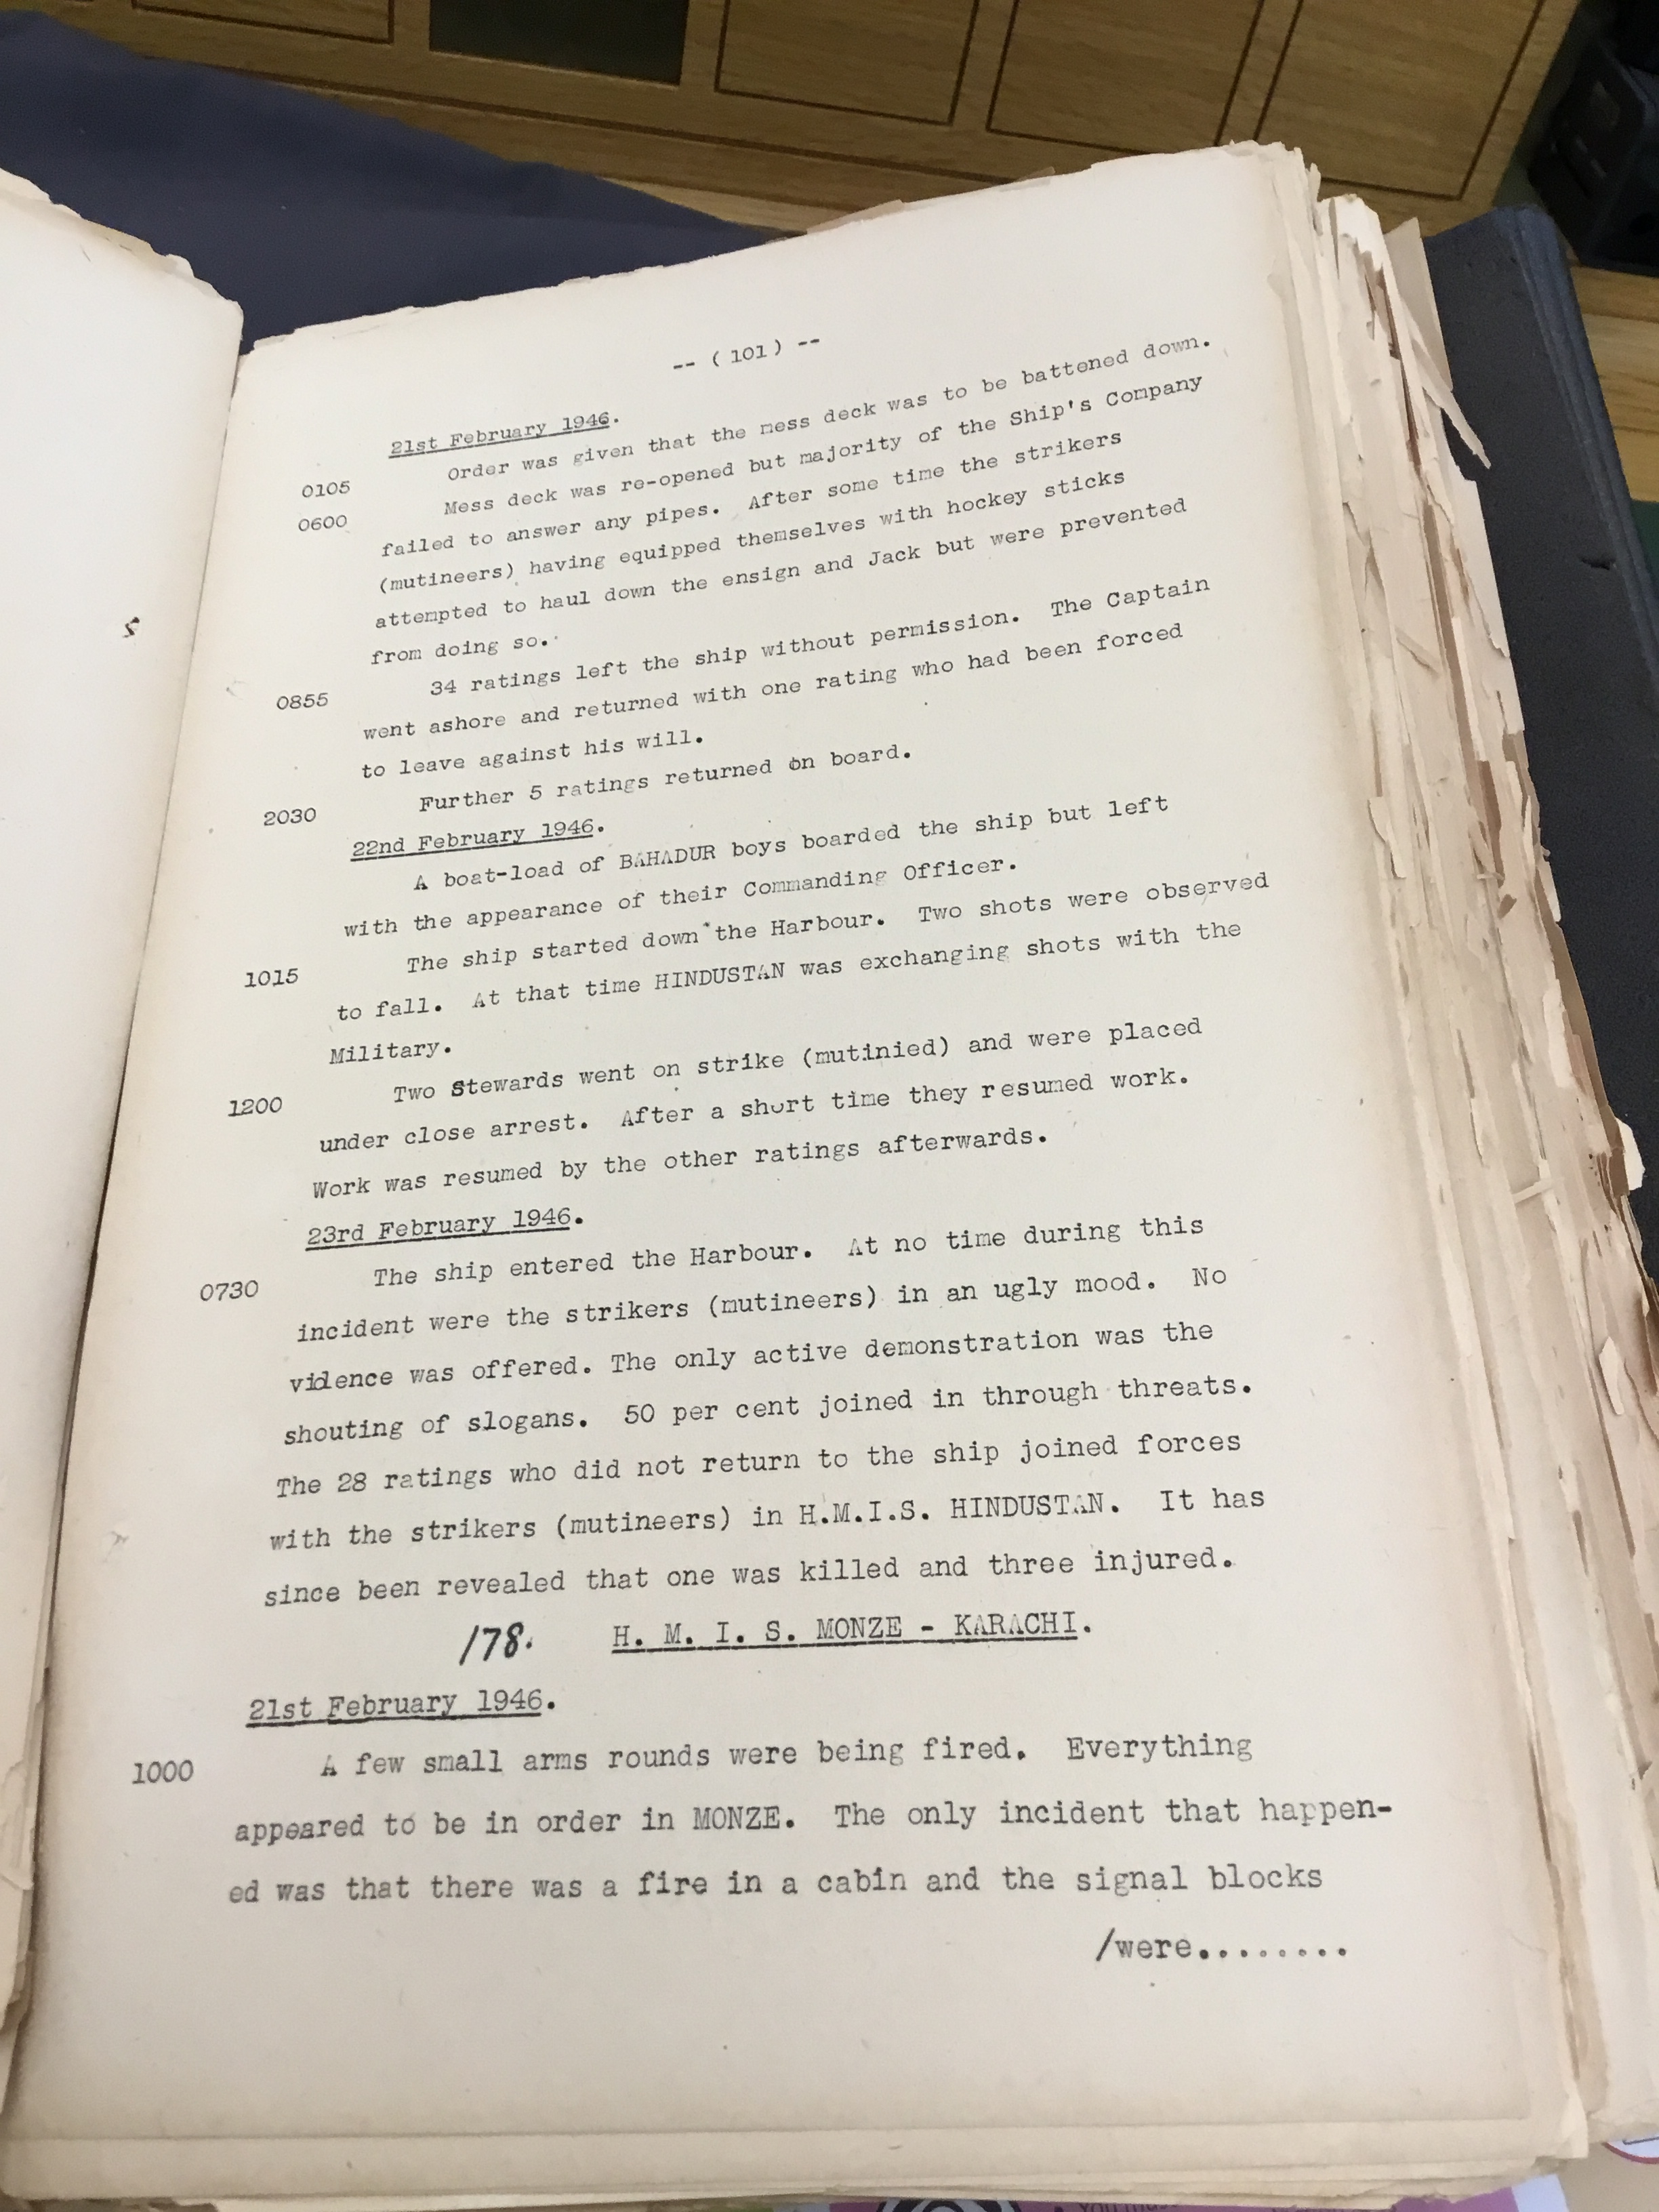 -- (101) --
21st February 1946.
0105 Order was given that the mess deck was to be battened down.
0600 Mess deck was re-opened but majority of the Ship's Company
failed to answer any pipes. After some time the strikers
(mutineers) having equipped themselves with hockey sticks
attempted to haul down the ensign and Jack but were prevented
from doing so.
0855 34 ratings left the ship without permission. The Captain
went ashore and returned with one rating who had been forced
to leave against his will.
2030 Further 5 ratings returned on board.
22nd February 1946.
A boat-load of BAHADUR boys boarded the ship but left
with the appearance of their Commanding Officer.
1015 The ship started down the Harbour. Two shots were observed
to fall. At that time HINDUSTAN was exchanging shots with the
Military.
1200 Two Stewards went on strike (mutinied) and were placed
under close arrest. After a short time they resumed work.
Work was resumed by the other ratings afterwards.
23rd February 1946.
0730 The ship entered the Harbour. At no time during this
incident were the strikers (mutineers) in an ugly mood. No
vidence was offered. The only active demonstration was the
shouting of slogans. 50 per cent joined in through threats.
The 28 ratings who did not return to the ship joined forces
with the strikers (mutineers) in H.M.I.S. HINDUSTAN. It has
since been revealed that one was killed and three injured.
178. H. M. I. S. MONZE - KARACHI.
21st February 1946.
1000 A few small arms rounds were being fired. Everything
appeared to be in order in MONZE. The only incident that happen-
ed was that there was a fire in a cabin and the signal blocks
/were........